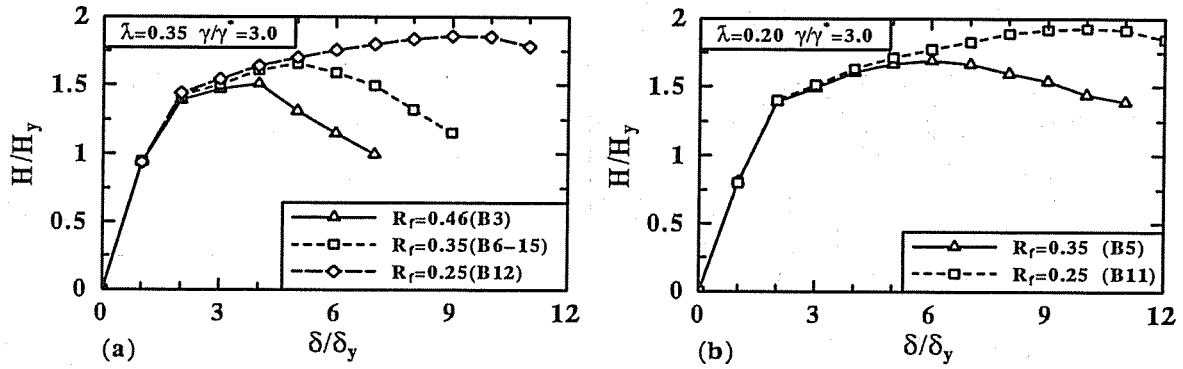 2
1.5
1
0.5
0
H/Hy
λ̄=0.35 γ/γ*=3.0
Rf=0.46(B3)
Rf=0.35(B6-15)
Rf=0.25(B12)
0 3 6 9 12
(a) δ/δy
2
1.5
1
0.5
0
H/Hy
λ̄=0.20 γ/γ*=3.0
Rf=0.35 (B5)
Rf=0.25 (B11)
0 3 6 9 12
(b) δ/δy